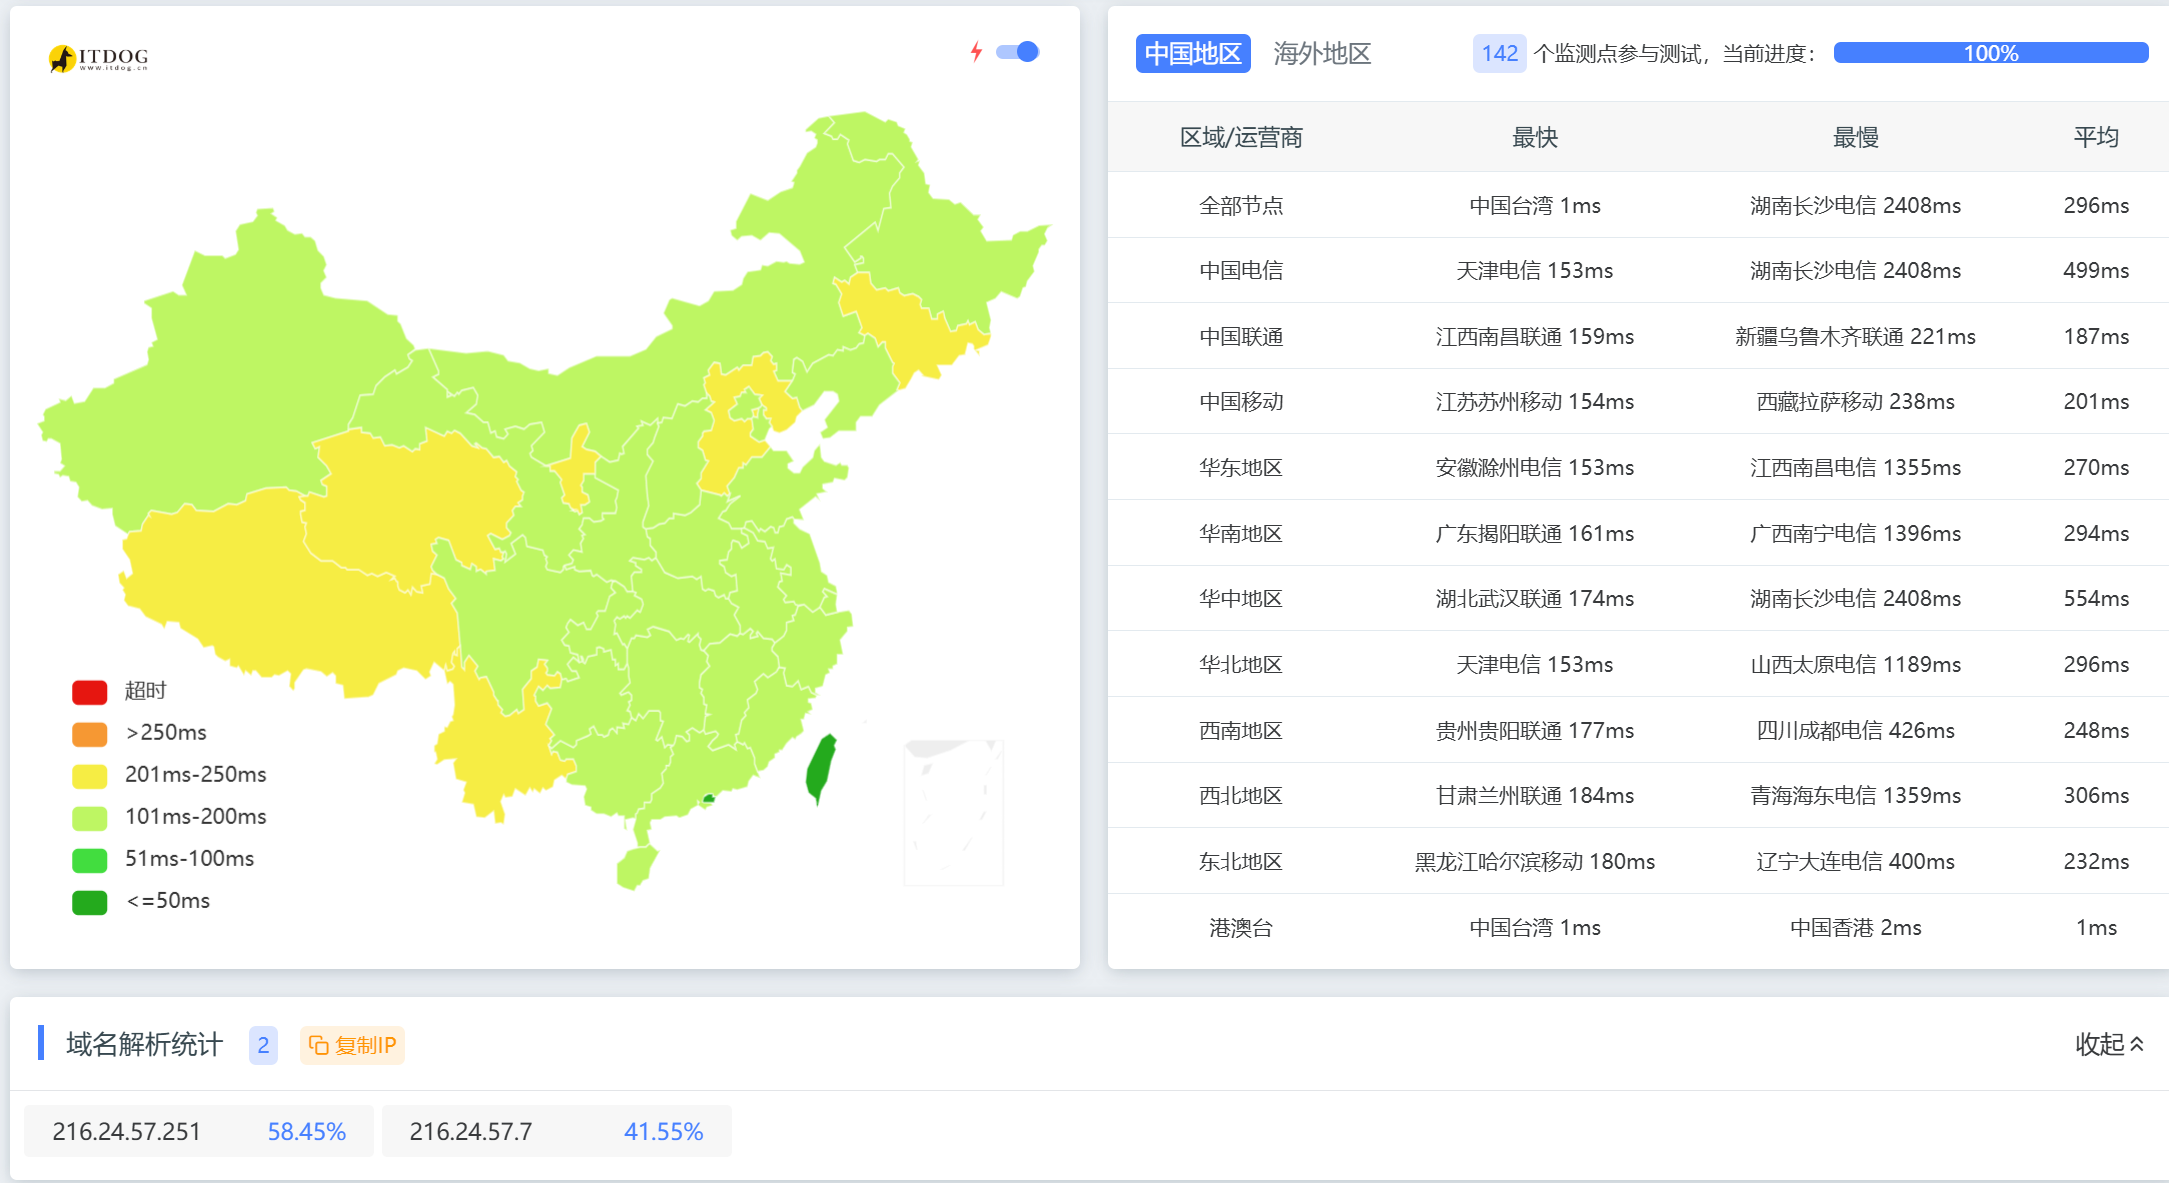 ITDOG
www.itdog.cn
超时
>250ms
201ms-250ms
101ms-200ms
51ms-100ms
<=50ms
中国地区 海外地区 142 个监测点参与测试，当前进度： 100%
区域/运营商 最快 最慢 平均
全部节点 中国台湾 1ms 湖南长沙电信 2408ms 296ms
中国电信 天津电信 153ms 湖南长沙电信 2408ms 499ms
中国联通 江西南昌联通 159ms 新疆乌鲁木齐联通 221ms 187ms
中国移动 江苏苏州移动 154ms 西藏拉萨移动 238ms 201ms
华东地区 安徽滁州电信 153ms 江西南昌电信 1355ms 270ms
华南地区 广东揭阳联通 161ms 广西南宁电信 1396ms 294ms
华中地区 湖北武汉联通 174ms 湖南长沙电信 2408ms 554ms
华北地区 天津电信 153ms 山西太原电信 1189ms 296ms
西南地区 贵州贵阳联通 177ms 四川成都电信 426ms 248ms
西北地区 甘肃兰州联通 184ms 青海海东电信 1359ms 306ms
东北地区 黑龙江哈尔滨移动 180ms 辽宁大连电信 400ms 232ms
港澳台 中国台湾 1ms 中国香港 2ms 1ms
域名解析统计 2 复制IP 收起
216.24.57.251 58.45% 216.24.57.7 41.55%